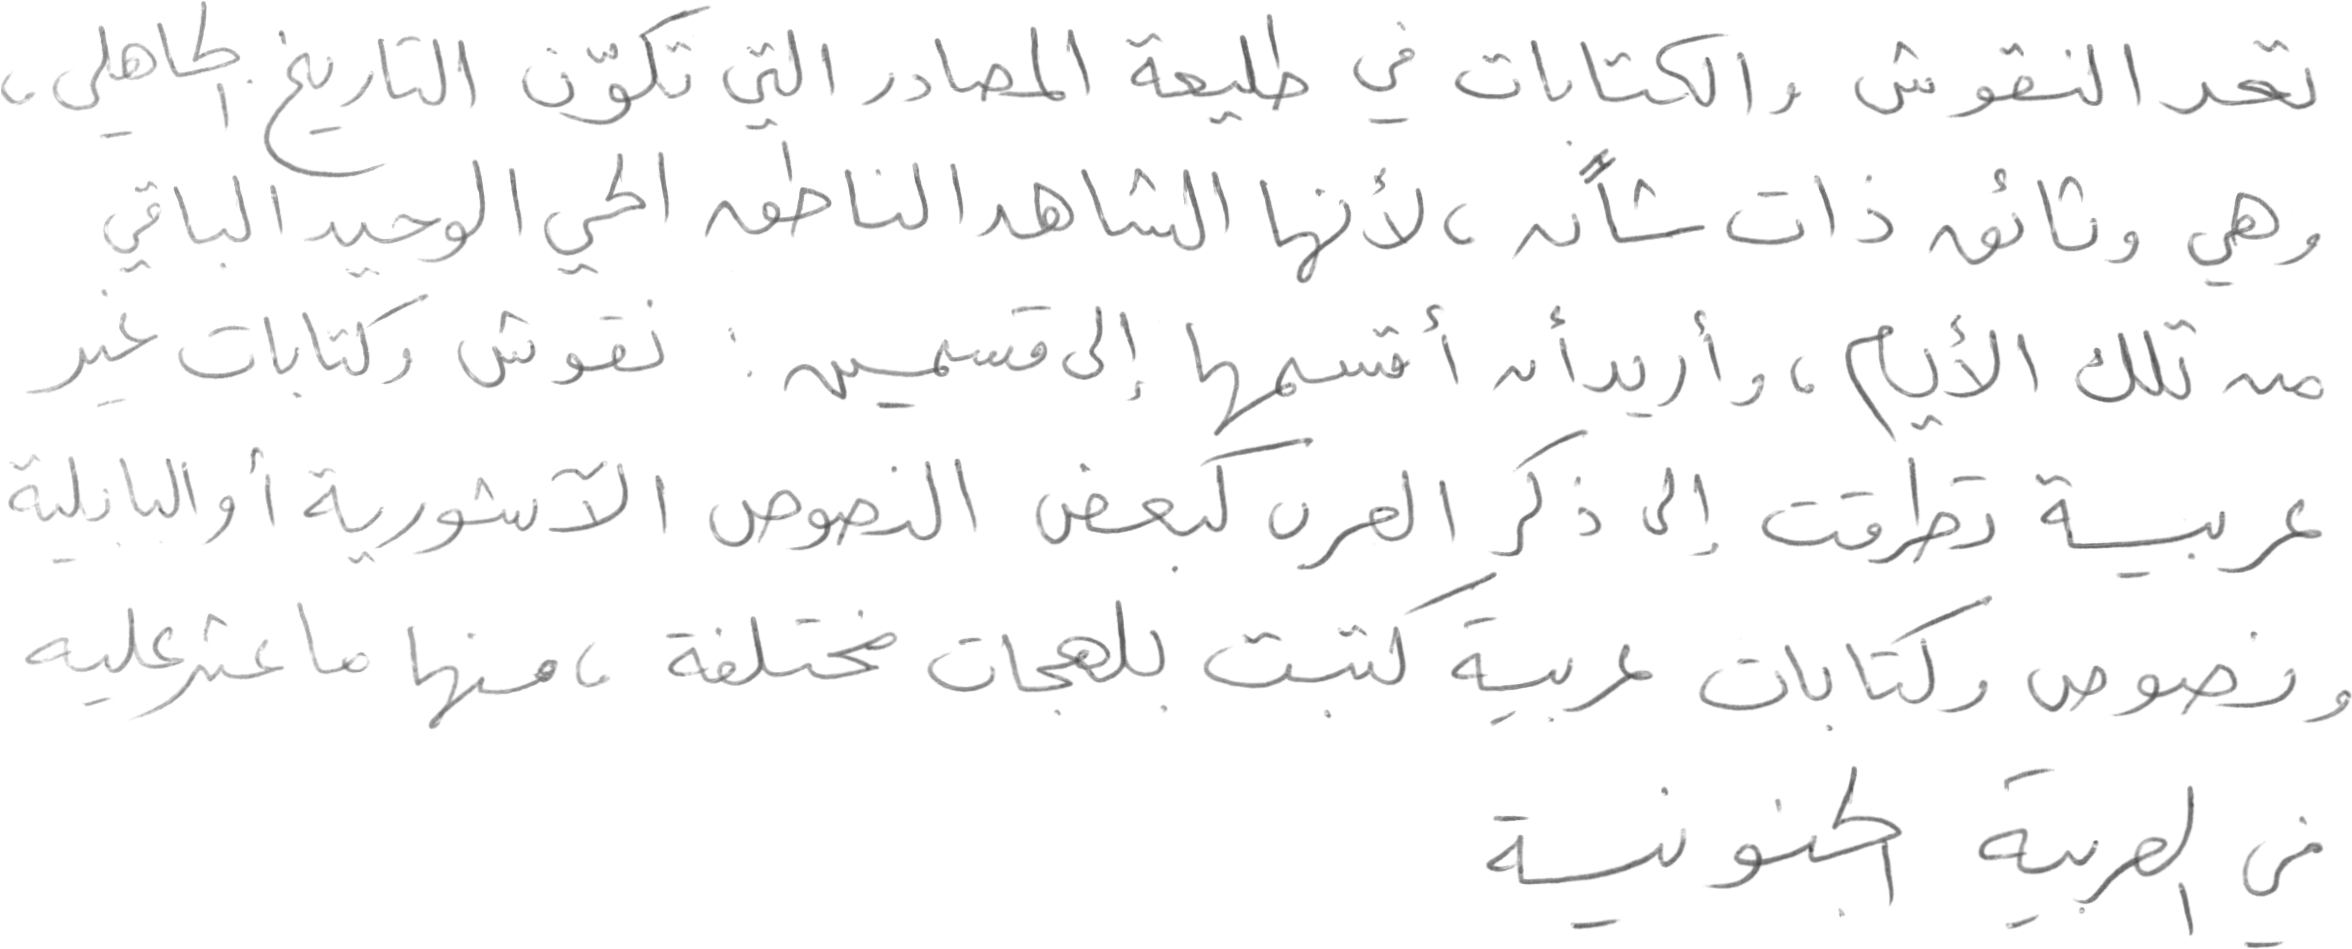 تعد النقوش والكتابات في طليعة المصادر التي تكوّن التاريخ الجاهلي،
وهي وثائق ذات شأنٍ، لأنها الشاهد الناطق الحي الوحيد الباقي
من تلك الأيام، وأريد أن أقسمها إلى قسمين: نقوش وكتابات غير
عربية تطرقت إلى ذكر العرب كبعض النصوص الآشورية أو البابلية
ونصوص وكتابات عربية كتبت بلهجات مختلفة، منها ما عثر عليه
في العربية الجنوبية